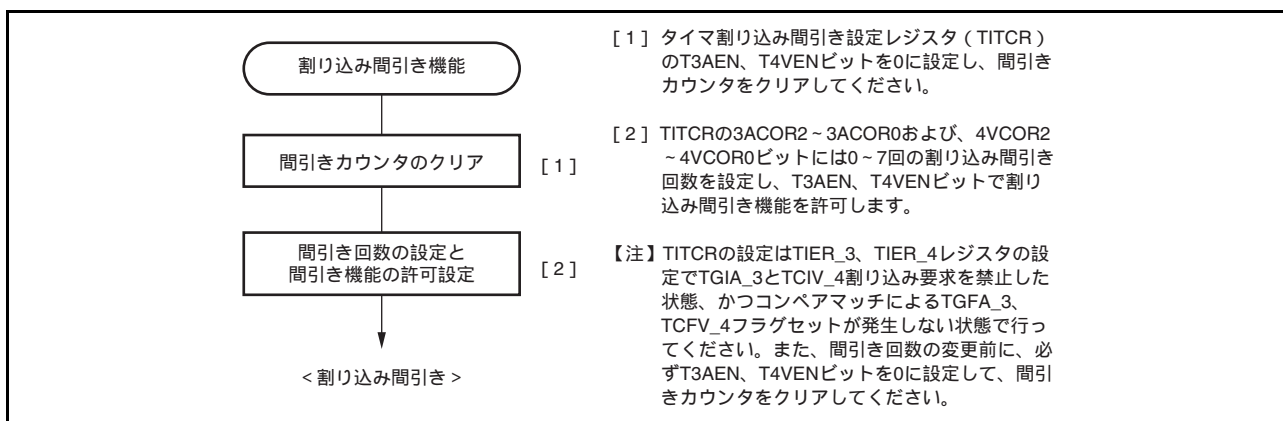 割り込み間引き機能
間引きカウンタのクリア
[ 1 ]
間引き回数の設定と
間引き機能の許可設定
[ 2 ]
< 割り込み間引き >
[ 1 ] タイマ割り込み間引き設定レジスタ ( TITCR )
のT3AEN、T4VENビットを0に設定し、間引き
カウンタをクリアしてください。
[ 2 ] TITCRの3ACOR2 ~ 3ACOR0および、4VCOR2
~ 4VCOR0ビットには0 ~ 7回の割り込み間引き
回数を設定し、T3AEN、T4VENビットで割り
込み間引き機能を許可します。
【注】TITCRの設定はTIER_3、TIER_4レジスタの設
定でTGIA_3とTCIV_4割り込み要求を禁止した
状態、かつコンペアマッチによるTGFA_3、
TCFV_4フラグセットが発生しない状態で行っ
てください。また、間引き回数の変更前に、必
ずT3AEN、T4VENビットを0に設定して、間引
きカウンタをクリアしてください。